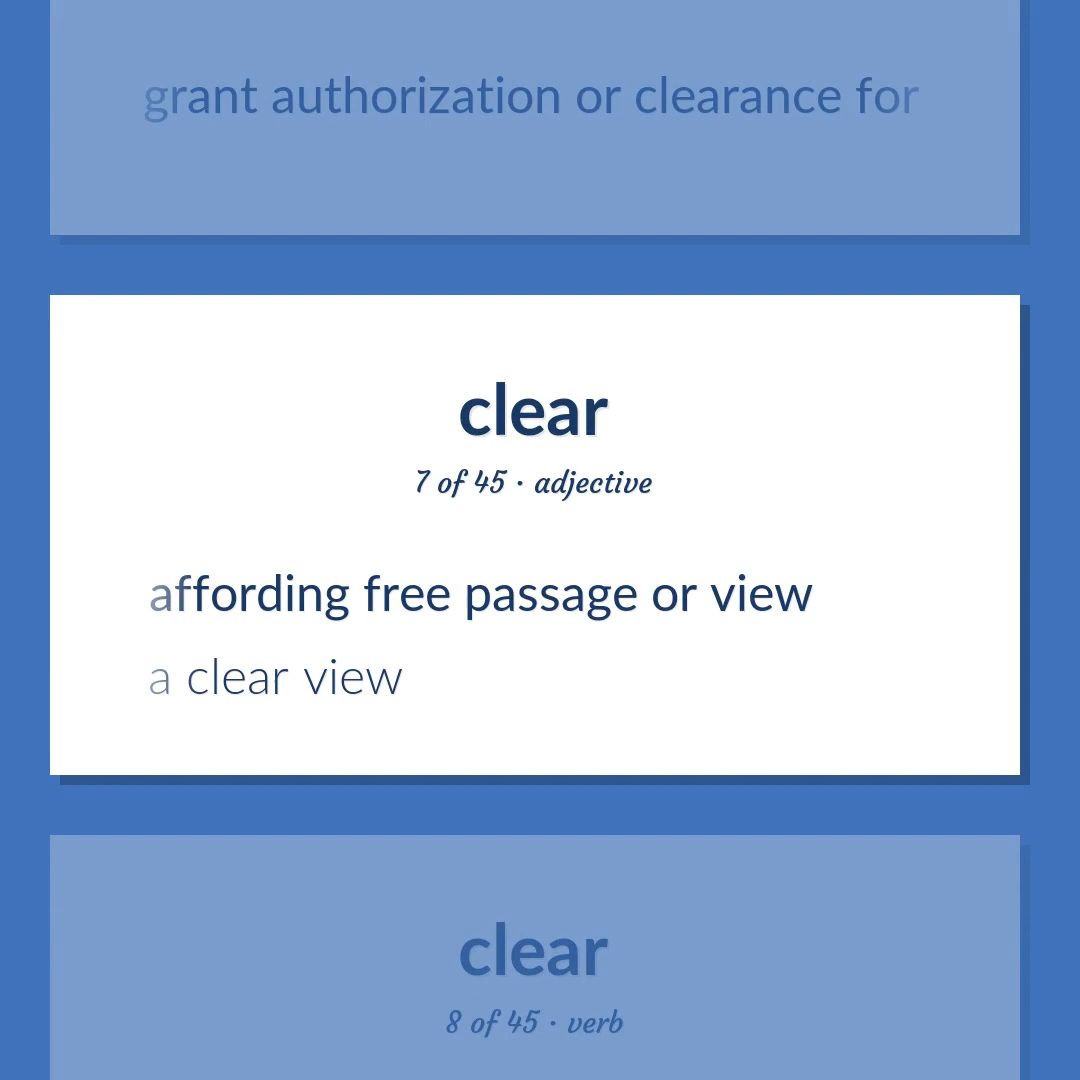 grant authorization or clearance for
clear
7 of 45 · adjective
affording free passage or view
a clear view
clear
8 of 45 · verb